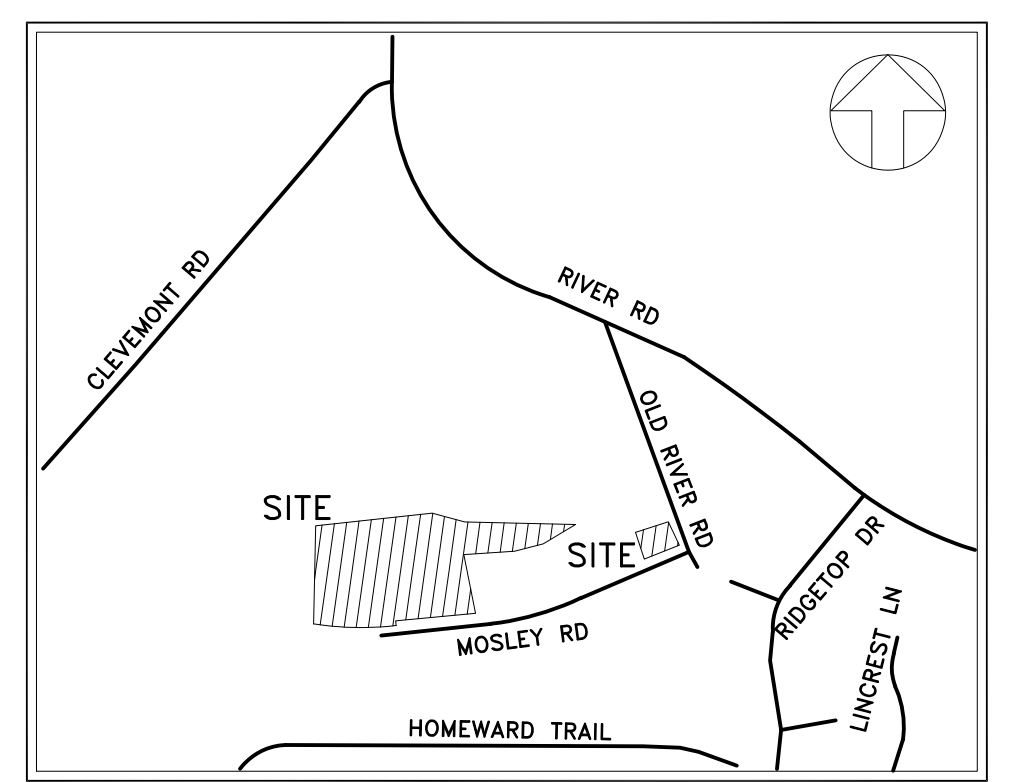 CLEVEMONT RD
RIVER RD
OLD RIVER RD
SITE
SITE
RIDGETOP DR
LINCREST LN
MOSLEY RD
HOMEWARD TRAIL